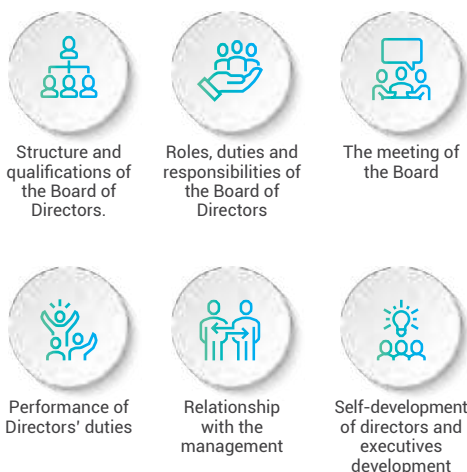 Structure and
qualifications of
the Board of
Directors.
Roles, duties and
responsibilities of
the Board of
Directors
The meeting of
the Board
Performance of
Directors' duties
Relationship
with the
management
Self-development
of directors and
executives
development